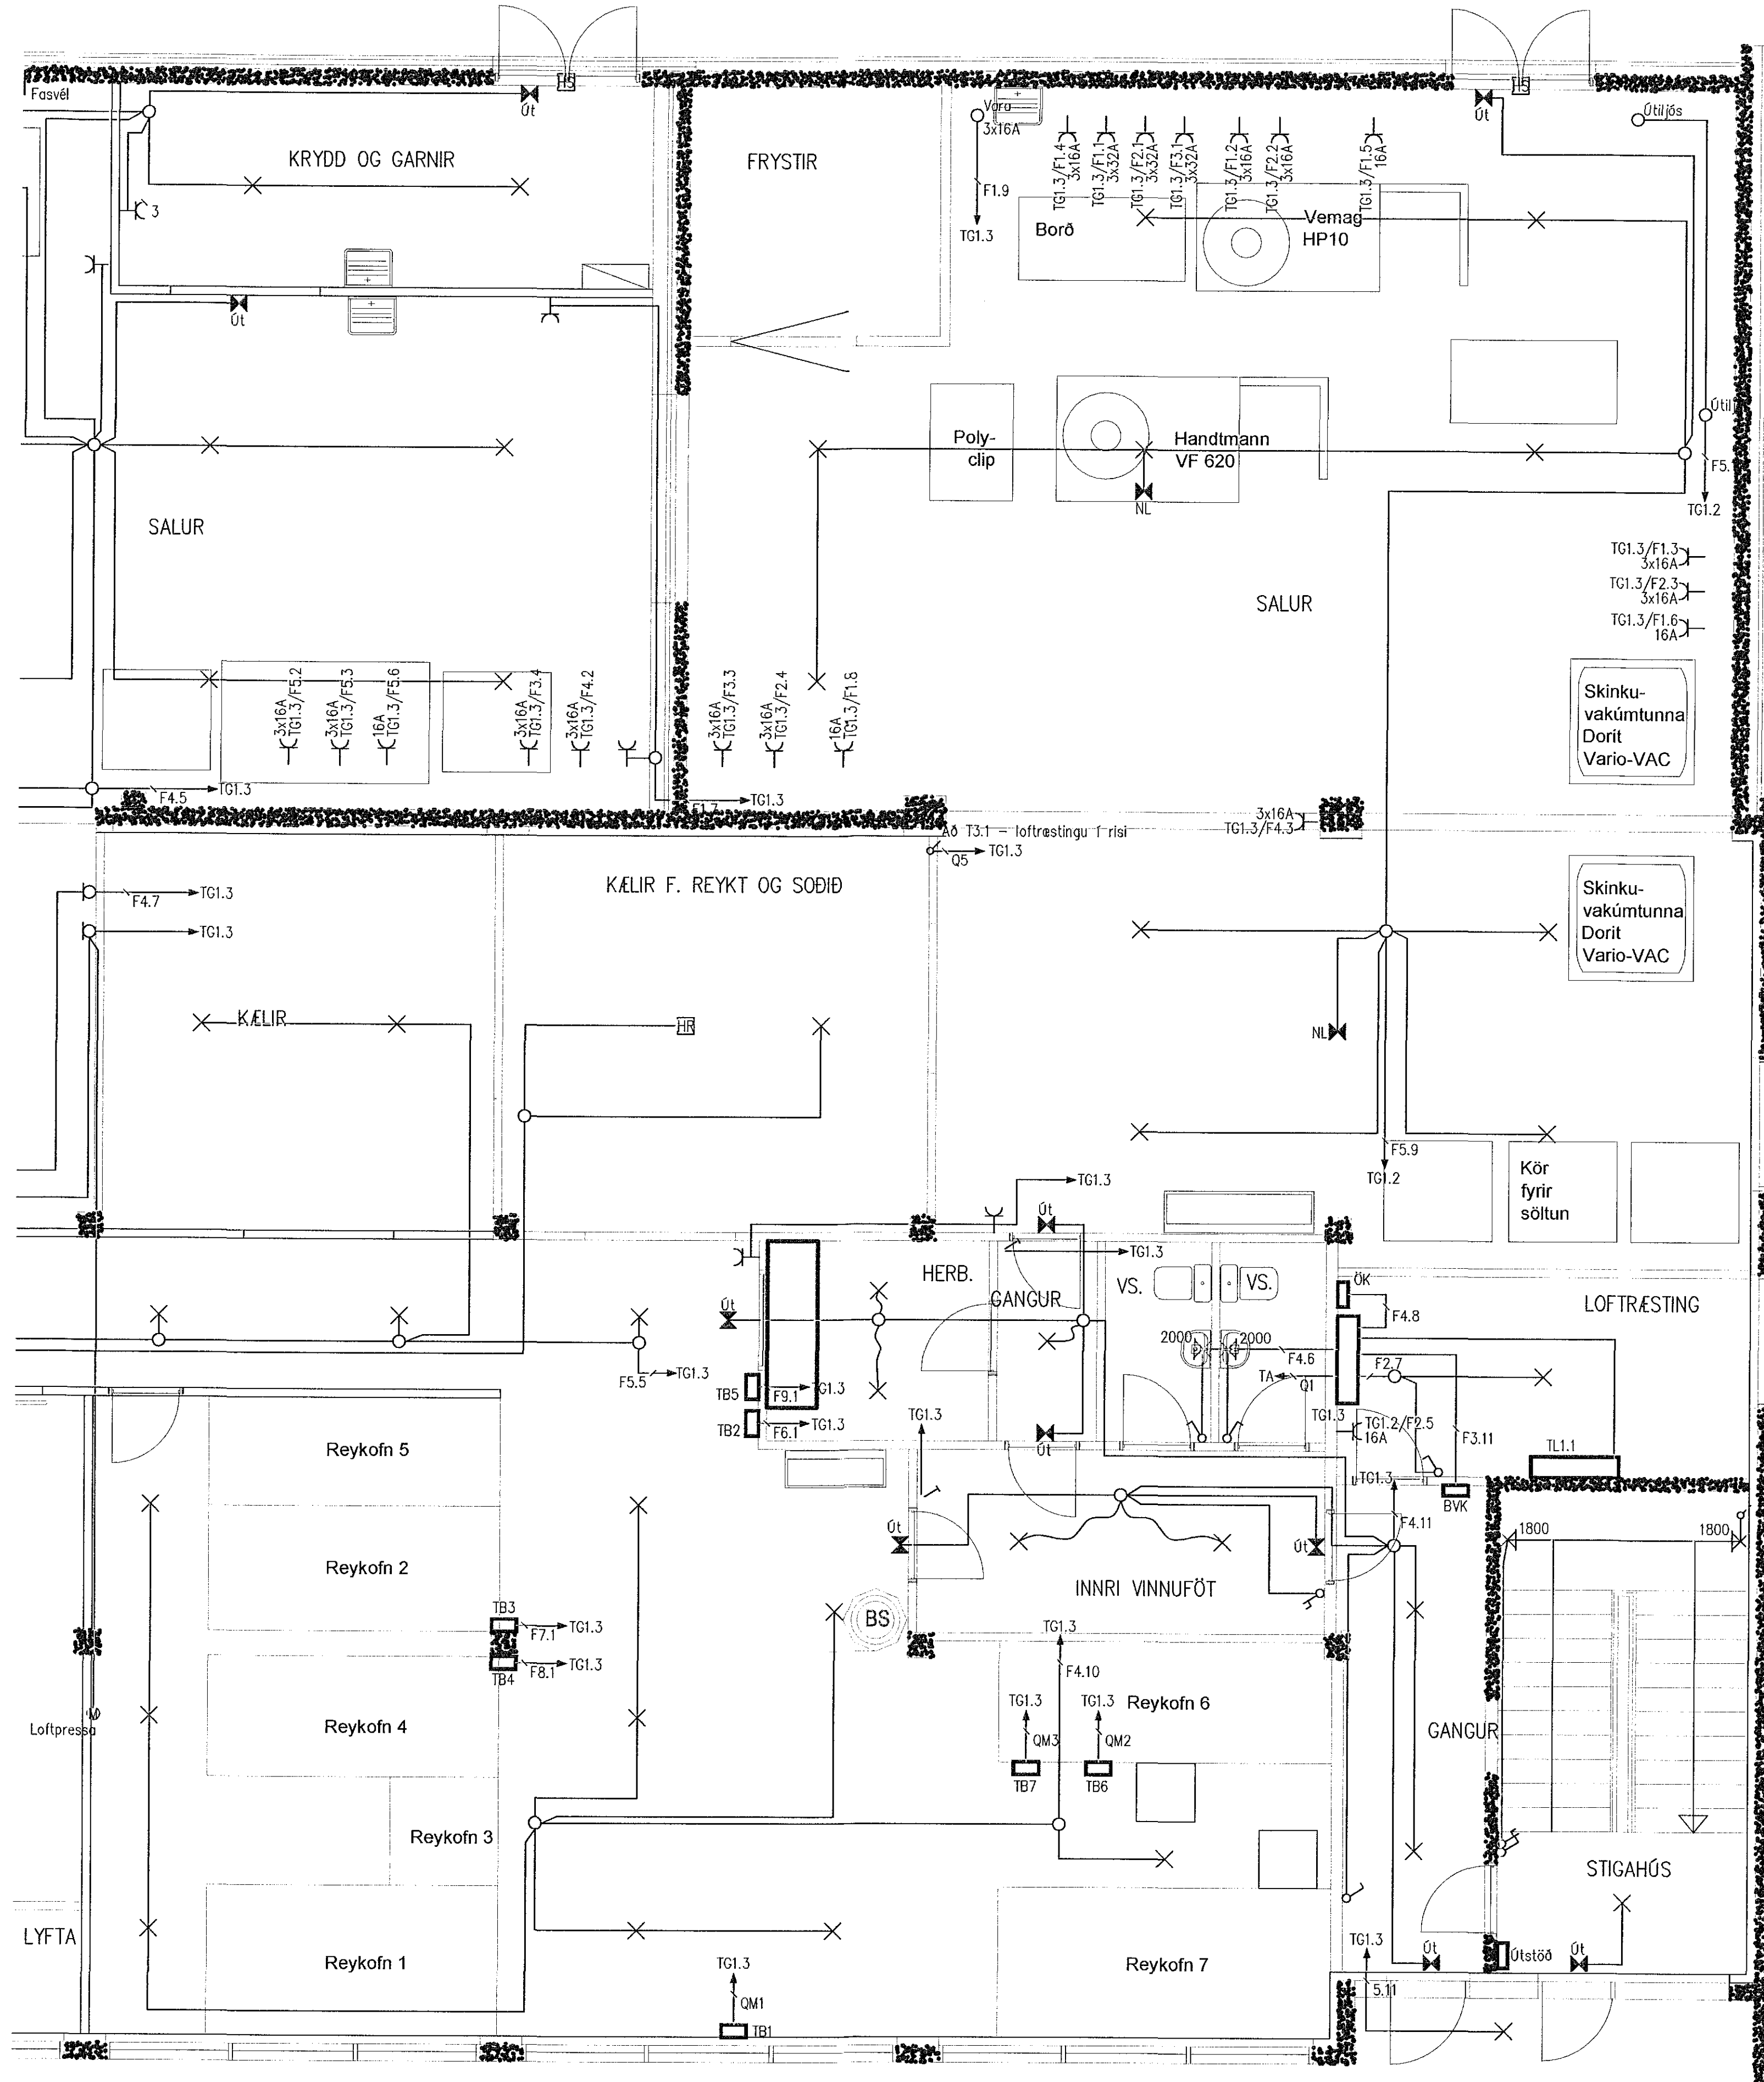 Fasvél
HS
Út
KRYDD OG GARNIR
3
FRYSTIR
Út
3x16A
F1.9
TG1.3
TG1.3/F1.4
3x16A
TG1.3/F1.1
3x32A
TG1.3/F2.1
3x32A
TG1.3/F3.1
3x32A
TG1.3/F1.2
3x16A
TG1.3/F2.2
3x16A
TG1.3/F1.5
16A
HS
Út
Útiljós
Borð
Vemag
HP10
Poly-
clip
Handtmann
VF 620
NL
Útil
F5.
TG1.2
SALUR
SALUR
TG1.3/F1.3
3x16A
TG1.3/F2.3
3x16A
TG1.3/F1.6
16A
3x16A
TG1.3/F5.2
3x16A
TG1.3/F5.3
16A
TG1.3/F5.6
3x16A
TG1.3/F3.4
3x16A
TG1.3/F4.2
3x16A
TG1.3/F3.3
3x16A
TG1.3/F2.4
16A
TG1.3/F1.8
Skinku-
vakúmtunna
Dorit
Vario-VAC
F4.5
TG1.3
F1.7
TG1.3
3x16A
TG1.3/F4.3
Að T3.1 – loftræstingu í risi
Q5
TG1.3
KÆLIR F. REYKT OG SOÐIÐ
F4.7
TG1.3
TG1.3
Skinku-
vakúmtunna
Dorit
Vario-VAC
KÆLIR
HR
NL
F5.9
TG1.2
Kör
fyrir
söltun
TG1.3
Út
TG1.3
HERB.
GANGUR
VS.
VS.
ÖK
F4.8
LOFTRÆSTING
Út
2000
2000
F4.6
F2.7
TA
Q1
F5.5
TG1.3
TB5
F9.1
TG1.3
TB2
F6.1
TG1.3
TG1.3
Út
TG1.3
TG1.2/F2.5
16A
F3.11
TL1.1
TG1.3
BVK
Reykofn 5
Út
F4.11
1800
1800
Út
Reykofn 2
INNRI VINNUFÖT
TB3
F7.1
TG1.3
BS
TG1.3
TB4
F8.1
TG1.3
F4.10
Reykofn 4
Loftpressa
TG1.3
TG1.3
Reykofn 6
QM3
QM2
TB7
TB6
GANGUR
Reykofn 3
STIGAHÚS
LYFTA
Reykofn 1
TG1.3
QM1
TB1
Reykofn 7
TG1.3
5.11
Út
Útstöð
Út